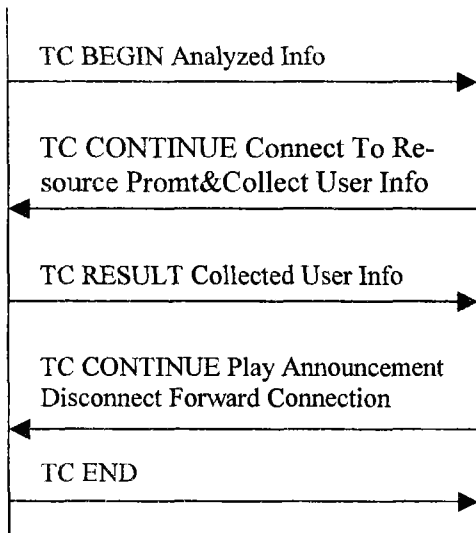 TC BEGIN Analyzed Info
TC CONTINUE Connect To Re-
source Promt&Collect User Info
TC RESULT Collected User Info
TC CONTINUE Play Announcement
Disconnect Forward Connection
TC END